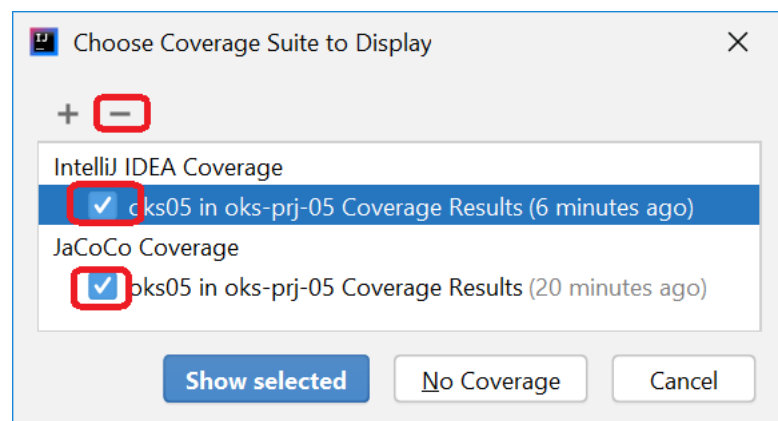 Choose Coverage Suite to Display
IntelliJ IDEA Coverage
oks05 in oks-prj-05 Coverage Results (6 minutes ago)
JaCoCo Coverage
oks05 in oks-prj-05 Coverage Results (20 minutes ago)
Show selected
No Coverage
Cancel